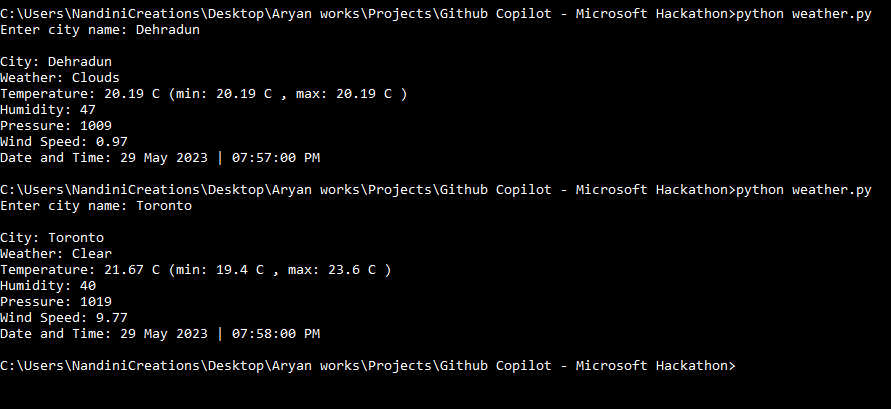 C:\Users\NandiniCreations\Desktop\Aryan works\Projects\Github Copilot - Microsoft Hackathon>python weather.py
Enter city name: Dehradun
City: Dehradun
Weather: Clouds
Temperature: 20.19 C (min: 20.19 C , max: 20.19 C )
Humidity: 47
Pressure: 1009
Wind Speed: 0.97
Date and Time: 29 May 2023 | 07:57:00 PM
C:\Users\NandiniCreations\Desktop\Aryan works\Projects\Github Copilot - Microsoft Hackathon>python weather.py
Enter city name: Toronto
City: Toronto
Weather: Clear
Temperature: 21.67 C (min: 19.4 C , max: 23.6 C )
Humidity: 40
Pressure: 1019
Wind Speed: 9.77
Date and Time: 29 May 2023 | 07:58:00 PM
C:\Users\NandiniCreations\Desktop\Aryan works\Projects\Github Copilot - Microsoft Hackathon>